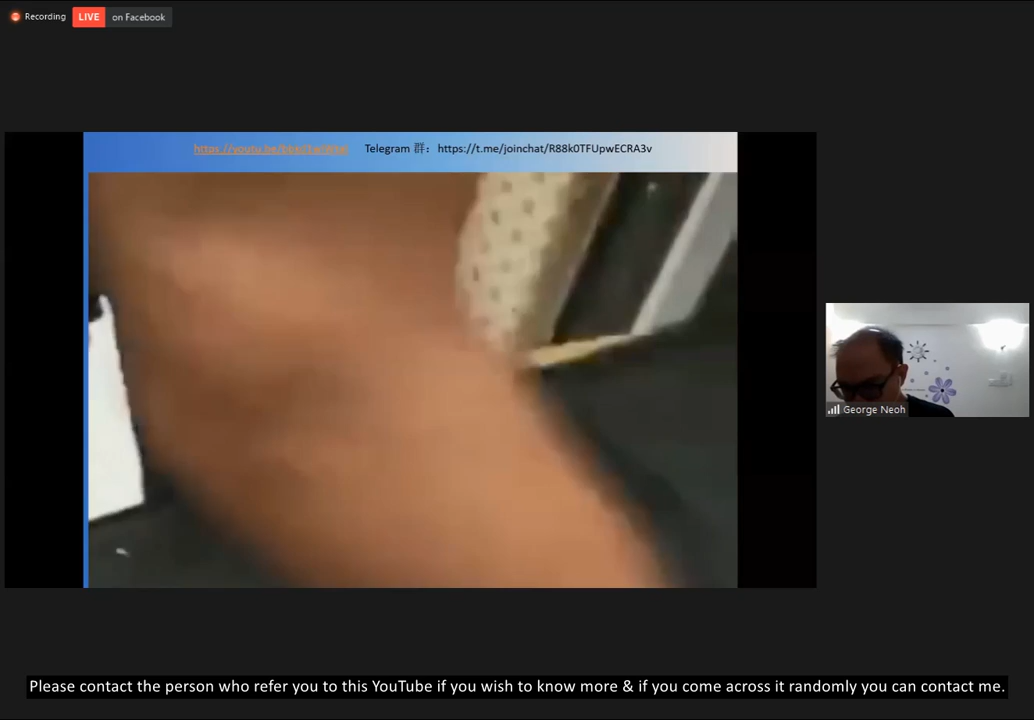 Recording LIVE on Facebook
Telegram 群: https://t.me/joinchat/R88k0TFUpwECRA3v
George Neoh
Please contact the person who refer you to this YouTube if you wish to know more & if you come across it randomly you can contact me.